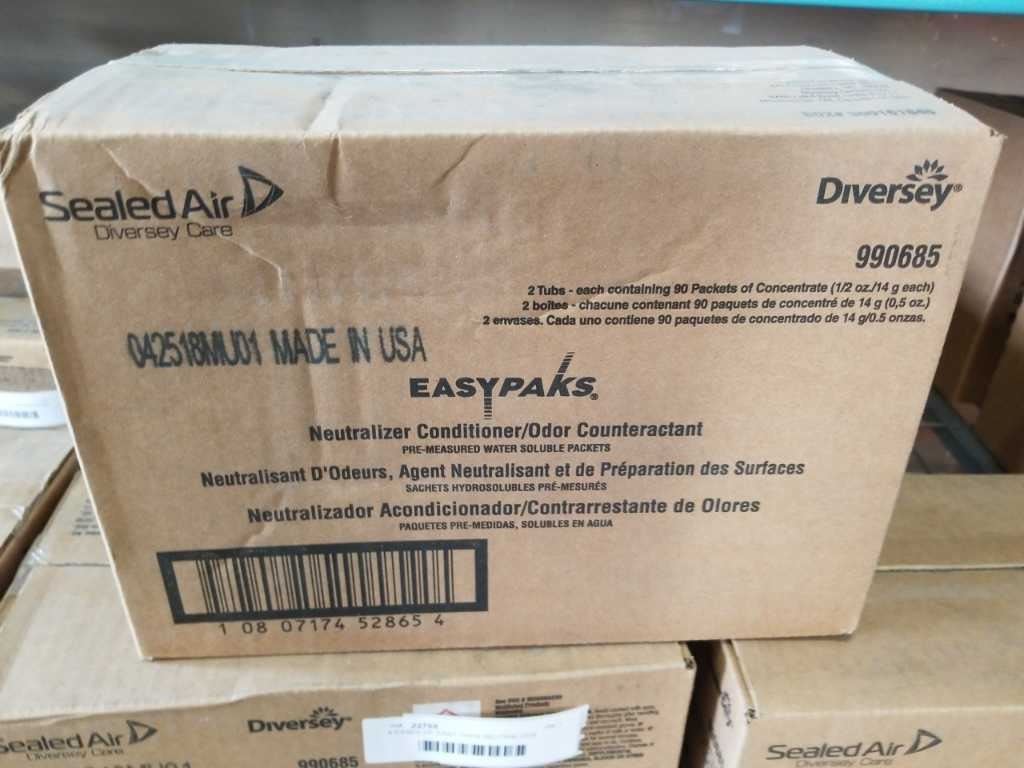 Sealed Air
Diversey Care
Diversey®
990685
2 Tubs - each containing 90 Packets of Concentrate (1/2 oz./14 g each)
2 boîtes - chacune contenant 90 paquets de concentré de 14 g (0,5 oz.)
2 envases. Cada uno contiene 90 paquetes de concentrado de 14 g/0.5 onzas.
042518MU01 MADE IN USA
EASYPAKS®
Neutralizer Conditioner/Odor Counteractant
PRE-MEASURED WATER SOLUBLE PACKETS
Neutralisant D'Odeurs, Agent Neutralisant et de Préparation des Surfaces
SACHETS HYDROSOLUBLES PRÉ-MESURÉS
Neutralizador Acondicionador/Contrarrestante de Olores
PAQUETES PRE-MEDIDAS, SOLUBLES EN AGUA
1 08 07174 52865 4
Sealed Air
Diversey Care
Diversey®
990685
Sealed Air
Diversey Care